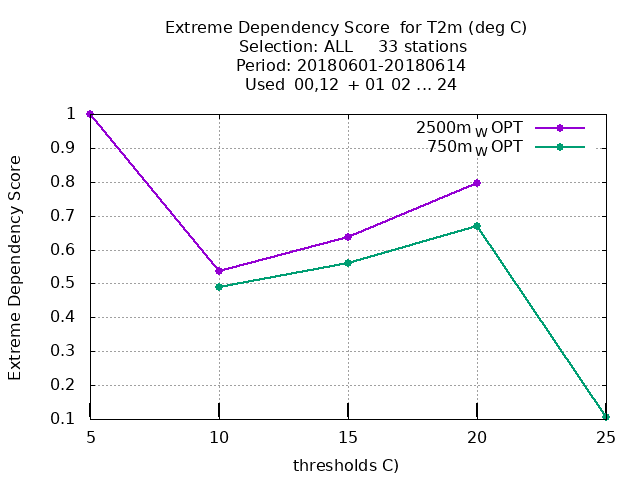 Extreme Dependency Score for T2m (deg C)
Selection: ALL 33 stations
Period: 20180601-20180614
Used 00,12 + 01 02 ... 24
2500m W OPT
750m W OPT
1
0.9
0.8
0.7
0.6
0.5
0.4
0.3
0.2
0.1
Extreme Dependency Score
5 10 15 20 25
thresholds C)